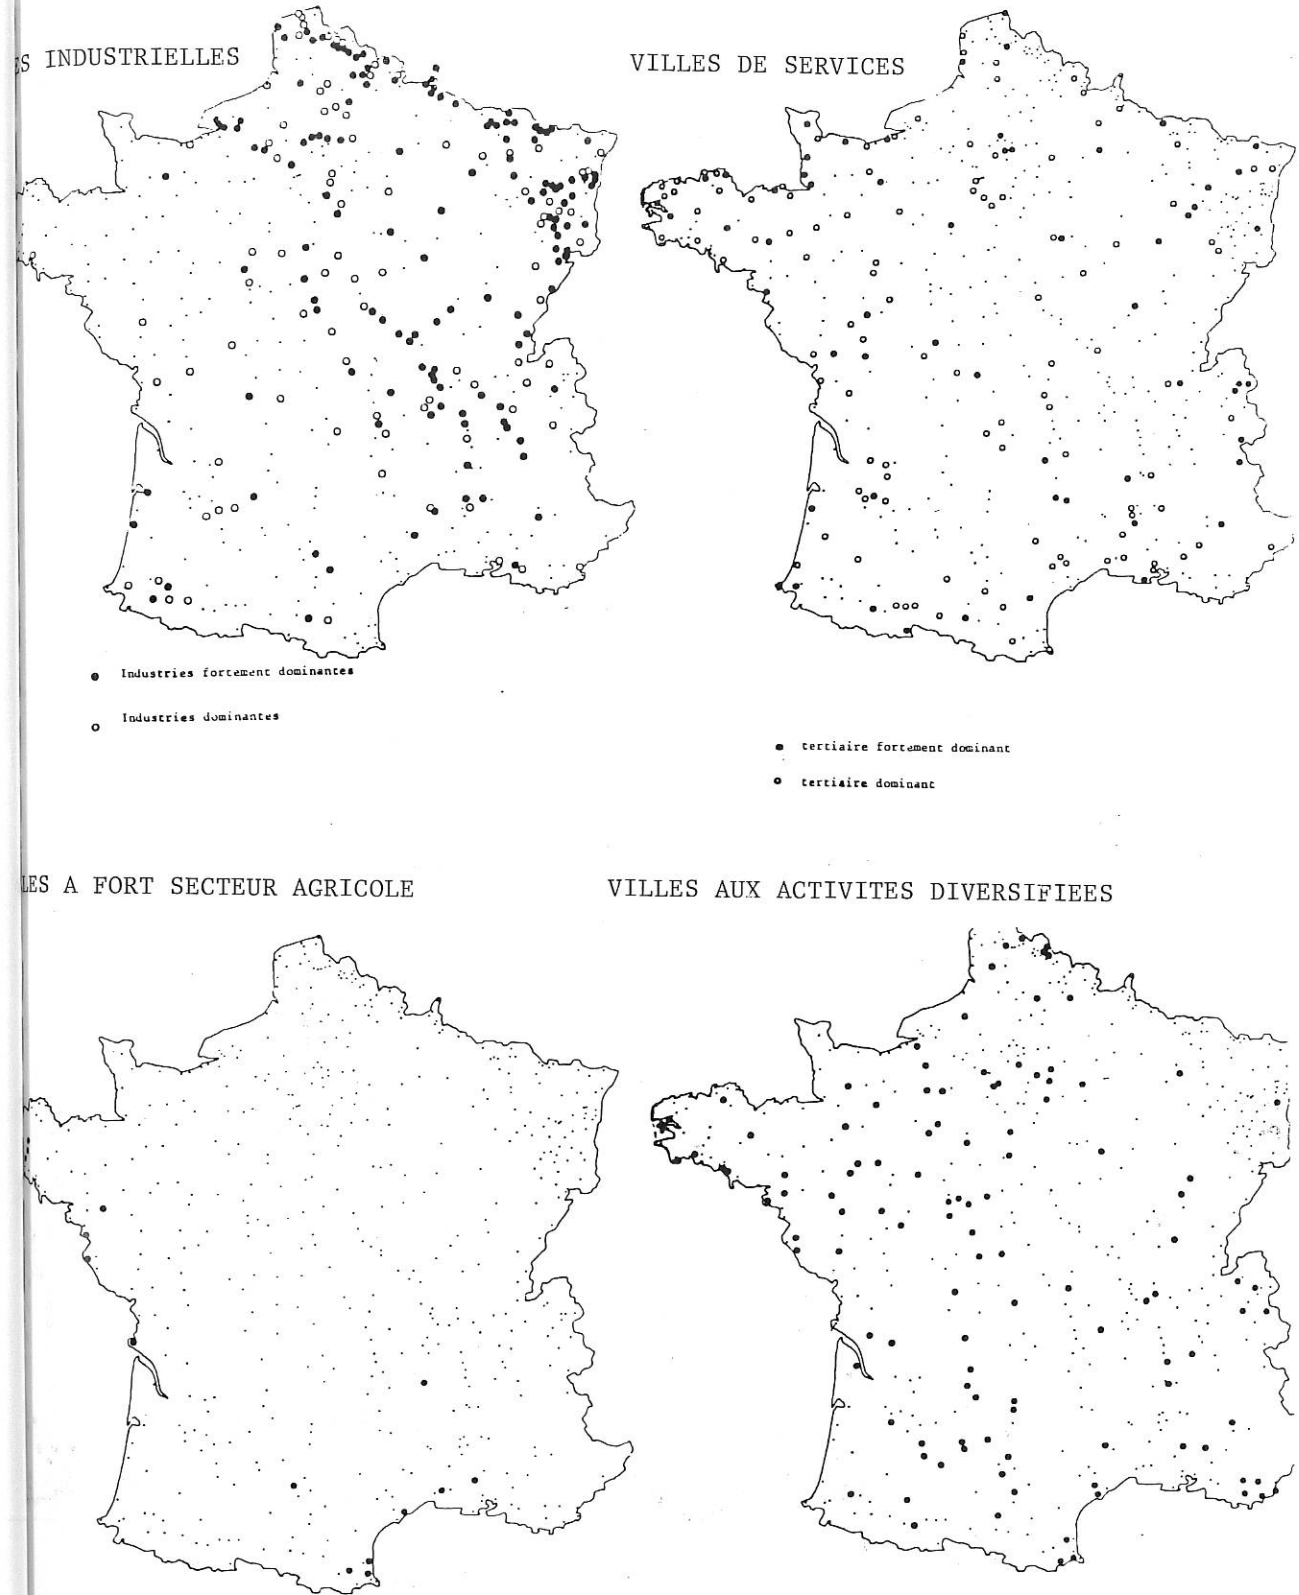 ES INDUSTRIELLES
VILLES DE SERVICES
Industries fortement dominantes
Industries dominantes
tertiaire fortement dominant
tertiaire dominant
LES A FORT SECTEUR AGRICOLE
VILLES AUX ACTIVITES DIVERSIFIEES